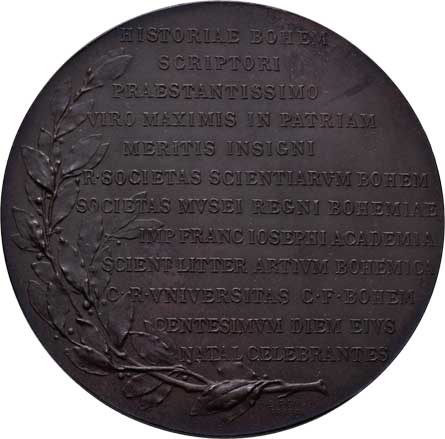 HISTORIAE BOHEM
SCRIPTORI
PRAESTANTISSIMO
VIRO MAXIMIS IN PATRIAM
MERITIS INSIGNI
R·SOCIETAS SCIENTIARVM BOHEM
SOCIETAS MVSEI REGNI BOHEMIAE
IMP FRANC IOSEPHI ACADEMIA
SCIENT LITTER ARTIVM BOHEMICA
C·R·VNIVERSITAS C·F·BOHEM
CENTESIMVM DIEM EIVS
NATAL CELEBRANTES